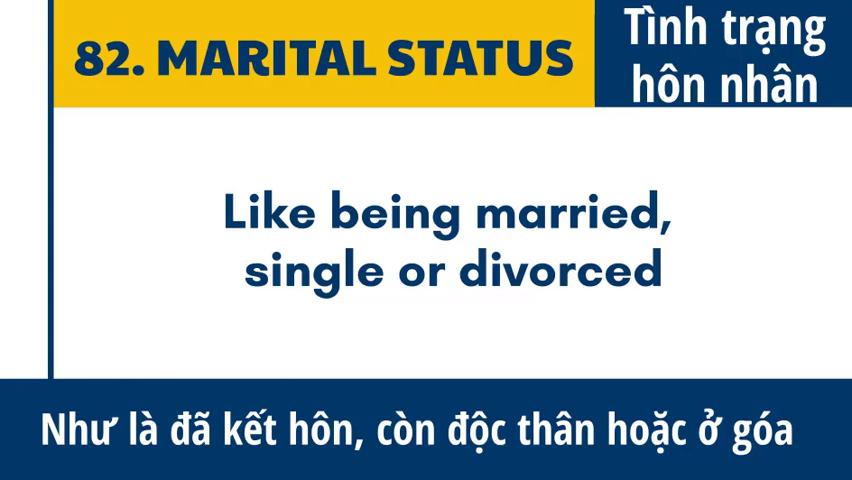 82. MARITAL STATUS
Tình trạng
hôn nhân
Like being married,
single or divorced
Như là đã kết hôn, còn độc thân hoặc ở góa